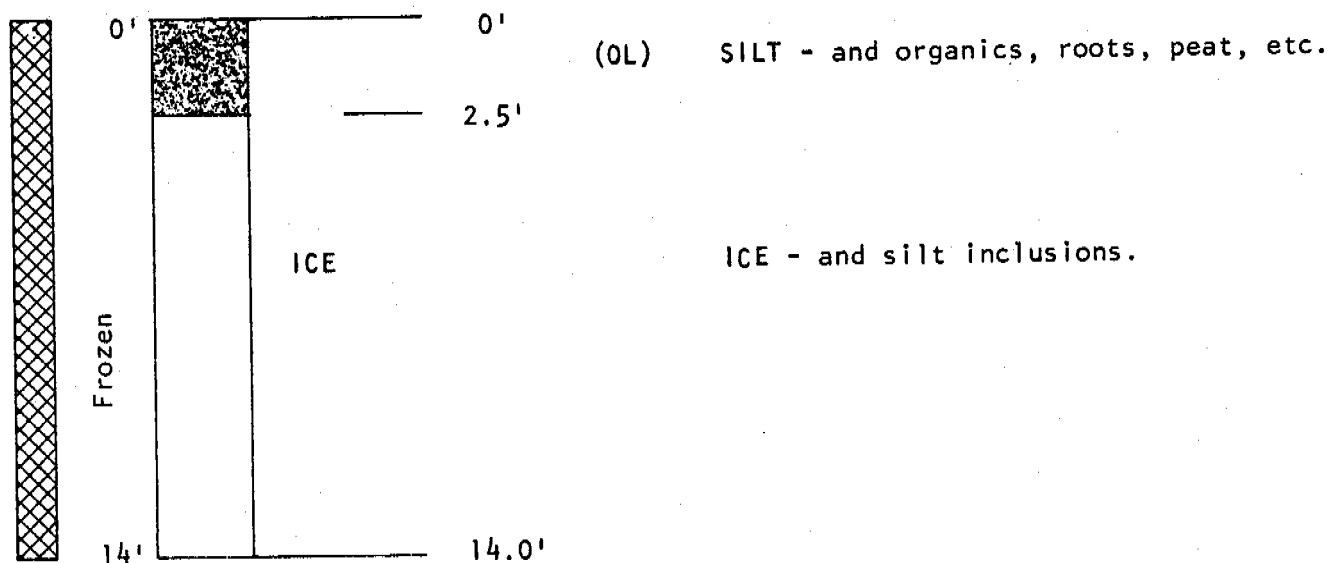 0' 0' (OL) SILT - and organics, roots, peat, etc.
2.5'
ICE ICE - and silt inclusions.
Frozen
14' 14.0'